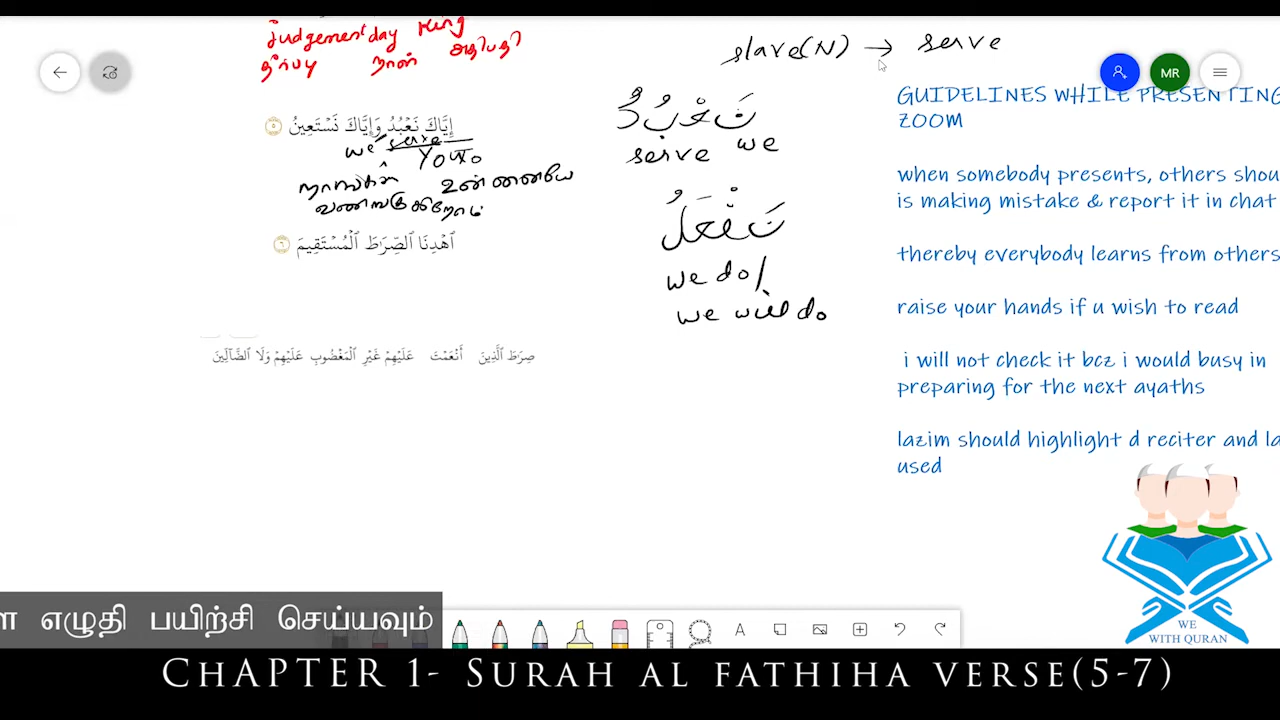 Judgement day King
தீர்ப்பு நாள் அதிபதி
slave(N) → serve
MR
GUIDELINES WHILE PRESENTING
ZOOM
إِيَّاكَ نَعْبُدُ وَإِيَّاكَ نَسْتَعِينُ ٥
we serve You
நாங்கள் உன்னையே
வணங்குகிறோம்
نَعْبُدُ
serve we
نَفْعَلُ
we do/
we will do
when somebody presents, others shou
is making mistake & report it in chat
thereby everybody learns from others
raise your hands if u wish to read
i will not check it bcz i would busy in
preparing for the next ayaths
lazim should highlight d reciter and la
used
ٱهْدِنَا ٱلصِّرَٰطَ ٱلْمُسْتَقِيمَ ٦
صِرَٰطَ ٱلَّذِينَ أَنْعَمْتَ عَلَيْهِمْ غَيْرِ ٱلْمَغْضُوبِ عَلَيْهِمْ وَلَا ٱلضَّآلِّينَ
WE
WITH QURAN
எழுதி பயிற்சி செய்யவும்
CHAPTER 1- SURAH AL FATHIHA VERSE(5-7)